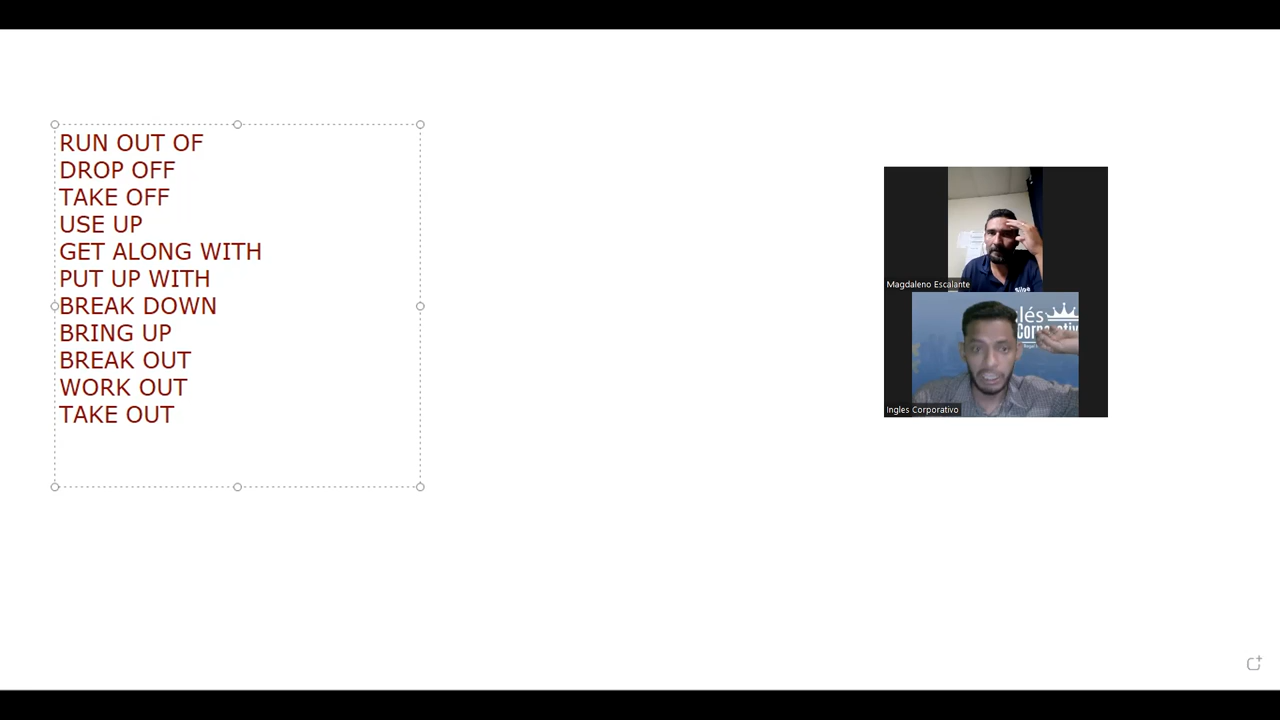 RUN OUT OF
DROP OFF
TAKE OFF
USE UP
GET ALONG WITH
PUT UP WITH
BREAK DOWN
BRING UP
BREAK OUT
WORK OUT
TAKE OUT
Magdaleno Escalante
lés
Ingles Corporativo